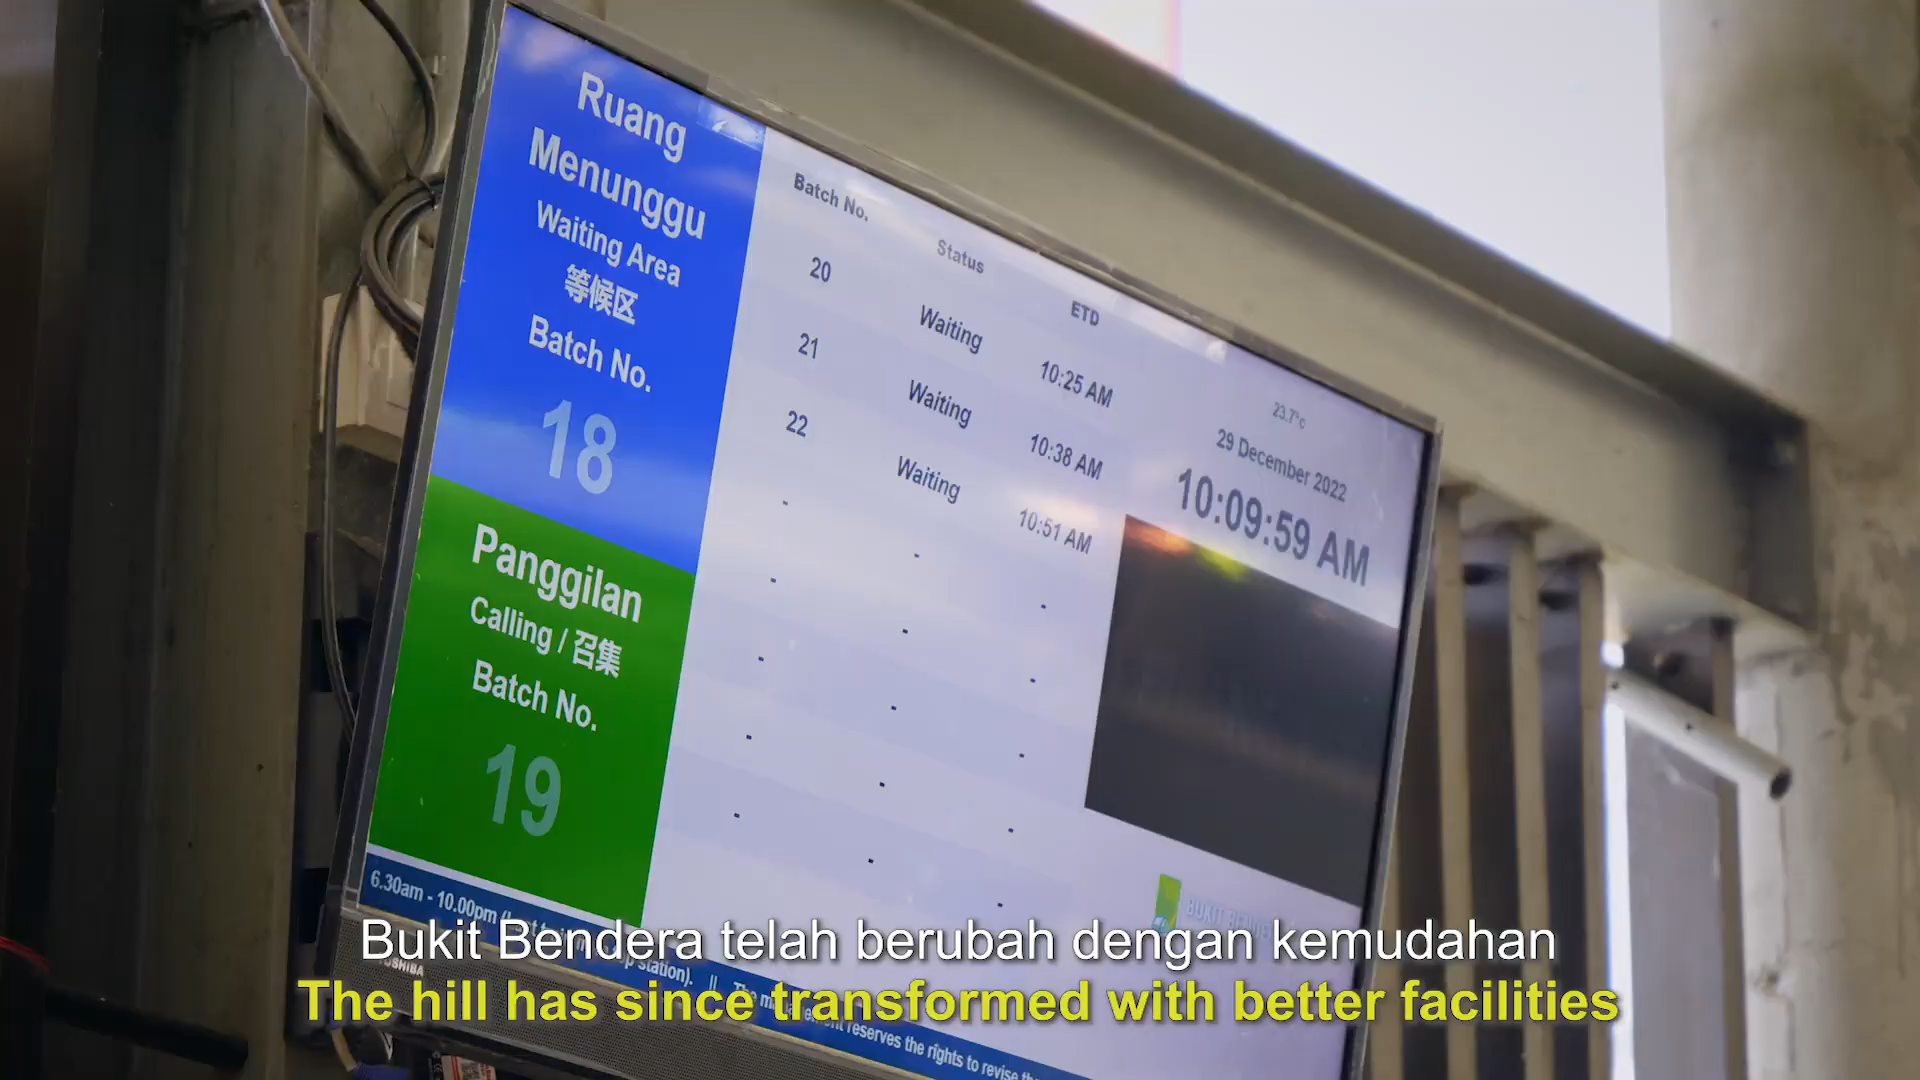 Ruang
Menunggu
Waiting Area
等候区
Batch No.
18
Panggilan
Calling / 召集
Batch No.
19
Batch No. Status ETD
20 Waiting 10:25 AM
21 Waiting 10:38 AM
22 Waiting 10:51 AM
23.7°c
29 December 2022
10:09:59 AM
BUKIT
6.30am - 10.00pm station). || The reserves the rights to revise
TOSHIBA
Bukit Bendera telah berubah dengan kemudahan
The hill has since transformed with better facilities